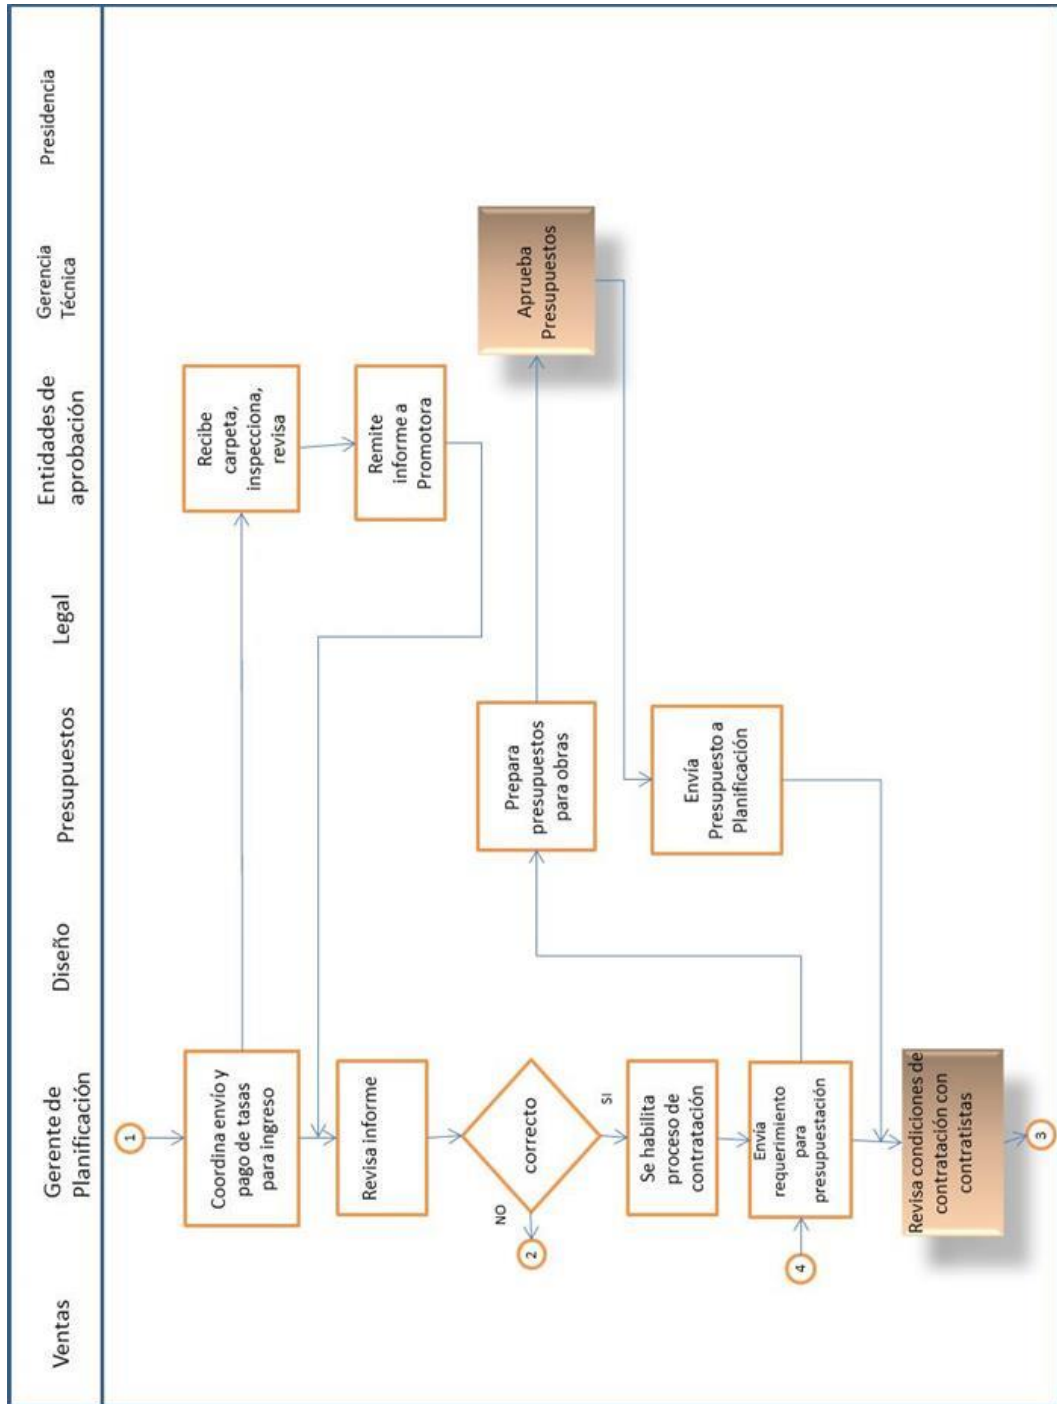 Ventas
Gerente de
Planificación
Diseño
Presupuestos
Legal
Entidades de
aprobación
Gerencia
Técnica
Presidencia
1
Coordina envío y
pago de tasas
para ingreso
Recibe
carpeta,
inspecciona,
revisa
Remite
informe a
Promotora
Revisa informe
correcto
NO
2
SI
Se habilita
proceso de
contratación
4
Envía
requerimiento
para
presupuestación
Prepara
presupuestos
para obras
Aprueba
Presupuestos
Envía
Presupuesto a
Planificación
Revisa condiciones de
contratación con
contratistas
3